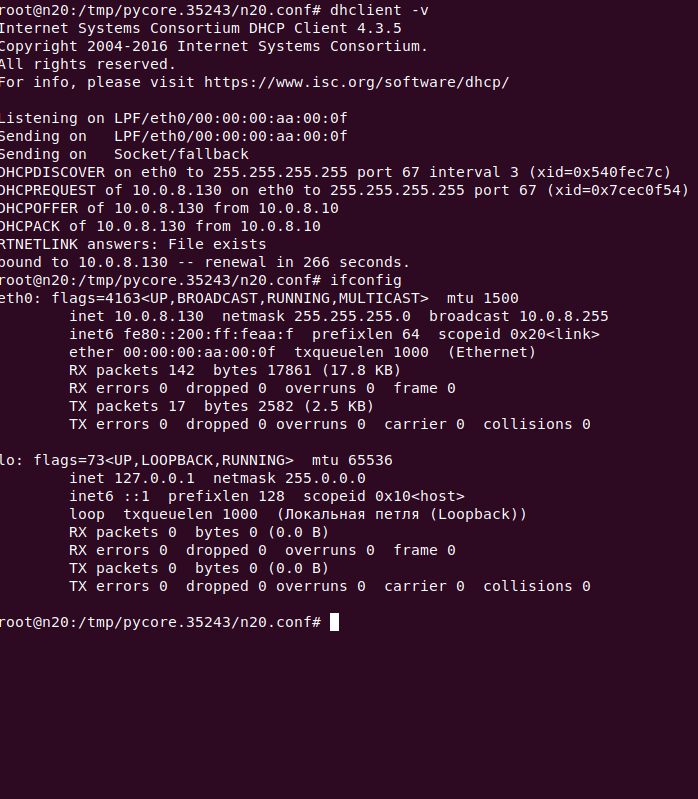 root@n20:/tmp/pycore.35243/n20.conf# dhclient -v
Internet Systems Consortium DHCP Client 4.3.5
Copyright 2004-2016 Internet Systems Consortium.
All rights reserved.
For info, please visit https://www.isc.org/software/dhcp/
Listening on LPF/eth0/00:00:00:aa:00:0f
Sending on   LPF/eth0/00:00:00:aa:00:0f
Sending on   Socket/fallback
DHCPDISCOVER on eth0 to 255.255.255.255 port 67 interval 3 (xid=0x540fec7c)
DHCPREQUEST of 10.0.8.130 on eth0 to 255.255.255.255 port 67 (xid=0x7cec0f54)
DHCPOFFER of 10.0.8.130 from 10.0.8.10
DHCPACK of 10.0.8.130 from 10.0.8.10
RTNETLINK answers: File exists
bound to 10.0.8.130 -- renewal in 266 seconds.
root@n20:/tmp/pycore.35243/n20.conf# ifconfig
eth0: flags=4163<UP,BROADCAST,RUNNING,MULTICAST>  mtu 1500
        inet 10.0.8.130  netmask 255.255.255.0  broadcast 10.0.8.255
        inet6 fe80::200:ff:feaa:f  prefixlen 64  scopeid 0x20<link>
        ether 00:00:00:aa:00:0f  txqueuelen 1000  (Ethernet)
        RX packets 142  bytes 17861 (17.8 KB)
        RX errors 0  dropped 0  overruns 0  frame 0
        TX packets 17  bytes 2582 (2.5 KB)
        TX errors 0  dropped 0 overruns 0  carrier 0  collisions 0
lo: flags=73<UP,LOOPBACK,RUNNING>  mtu 65536
        inet 127.0.0.1  netmask 255.0.0.0
        inet6 ::1  prefixlen 128  scopeid 0x10<host>
        loop  txqueuelen 1000  (Локальная петля (Loopback))
        RX packets 0  bytes 0 (0.0 B)
        RX errors 0  dropped 0  overruns 0  frame 0
        TX packets 0  bytes 0 (0.0 B)
        TX errors 0  dropped 0 overruns 0  carrier 0  collisions 0
root@n20:/tmp/pycore.35243/n20.conf#